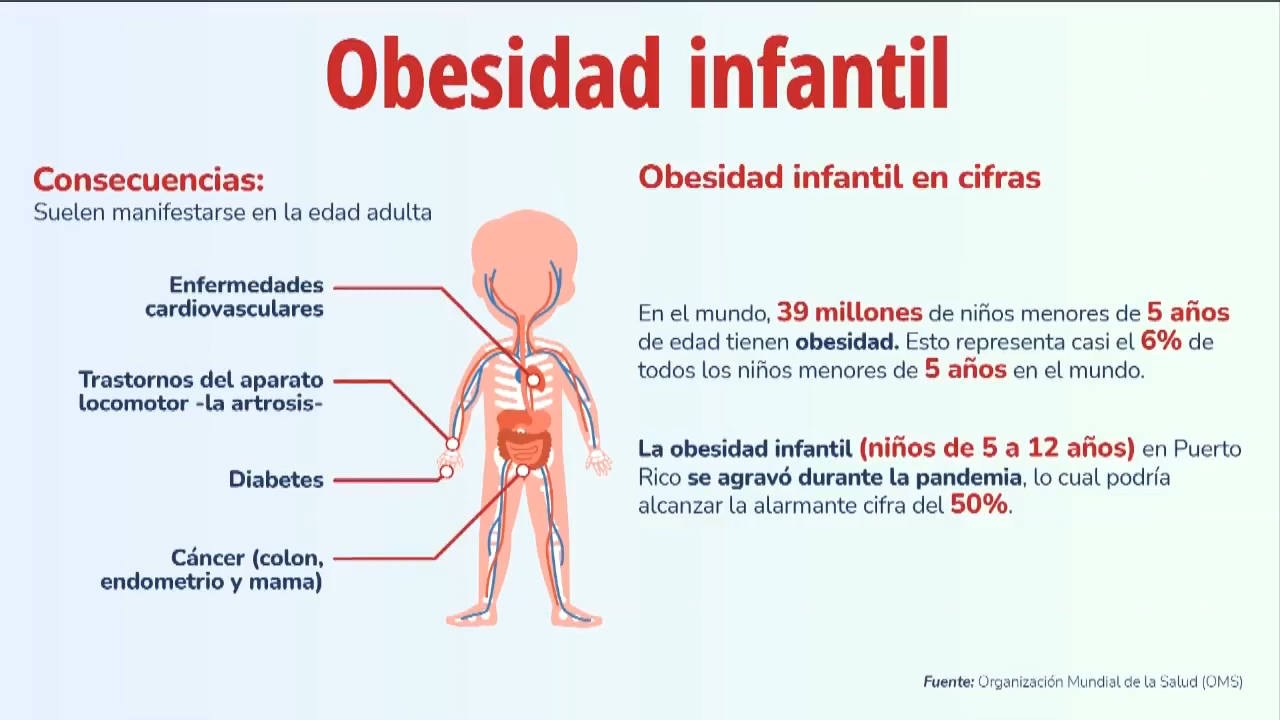 Obesidad infantil
Consecuencias:
Suelen manifestarse en la edad adulta
Enfermedades
cardiovasculares
Trastornos del aparato
locomotor -la artrosis-
Diabetes
Cáncer (colon,
endometrio y mama)
Obesidad infantil en cifras
En el mundo, 39 millones de niños menores de 5 años
de edad tienen obesidad. Esto representa casi el 6% de
todos los niños menores de 5 años en el mundo.
La obesidad infantil (niños de 5 a 12 años) en Puerto
Rico se agravó durante la pandemia, lo cual podría
alcanzar la alarmante cifra del 50%.
Fuente: Organización Mundial de la Salud (OMS)